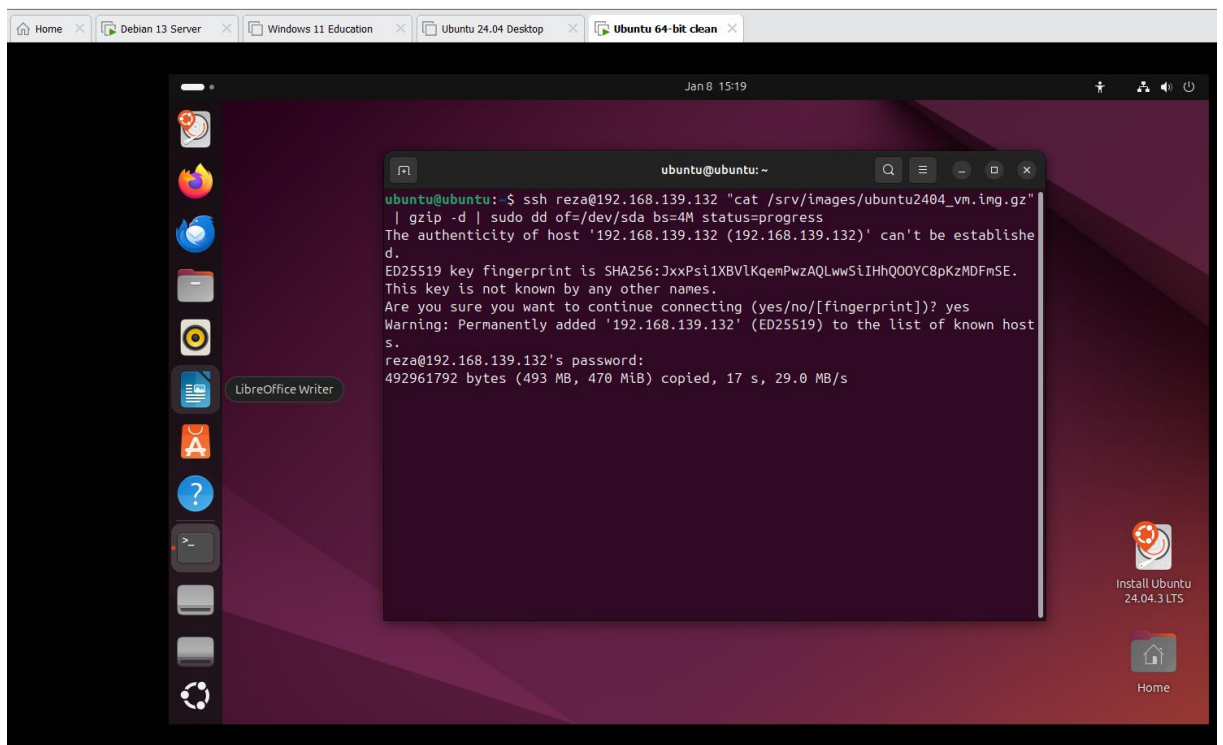 Home
Debian 13 Server
Windows 11 Education
Ubuntu 24.04 Desktop
Ubuntu 64-bit clean
Jan 8 15:19
ubuntu@ubuntu: ~
ubuntu@ubuntu:~$ ssh reza@192.168.139.132 "cat /srv/images/ubuntu2404_vm.img.gz"
| gzip -d | sudo dd of=/dev/sda bs=4M status=progress
The authenticity of host '192.168.139.132 (192.168.139.132)' can't be establishe
d.
ED25519 key fingerprint is SHA256:JxxPsi1XBVlKqemPwzAQLwwSiIHhQOOYC8pKzMDFmSE.
This key is not known by any other names.
Are you sure you want to continue connecting (yes/no/[fingerprint])? yes
Warning: Permanently added '192.168.139.132' (ED25519) to the list of known host
s.
reza@192.168.139.132's password:
492961792 bytes (493 MB, 470 MiB) copied, 17 s, 29.0 MB/s
LibreOffice Writer
Install Ubuntu
24.04.3 LTS
Home